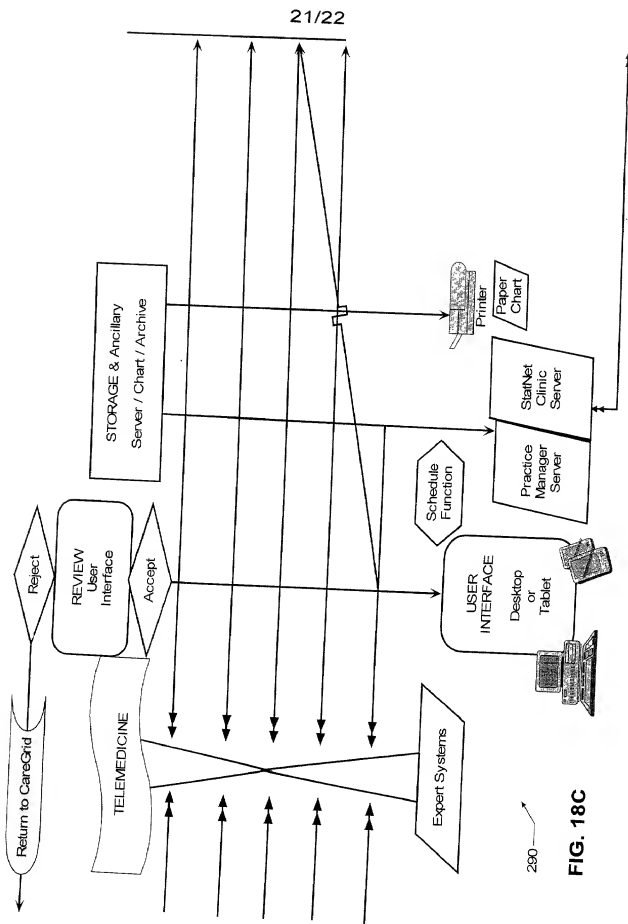 21/22
Return to CareGrid
Reject
REVIEW
User
Interface
Accept
STORAGE & Ancillary
Server / Chart / Archive
TELEMEDICINE
Schedule
Function
Printer
Paper
Chart
Expert Systems
USER
INTERFACE
Desktop
or
Tablet
Practice
Manager
Server
StatNet
Clinic
Server
290
FIG. 18C